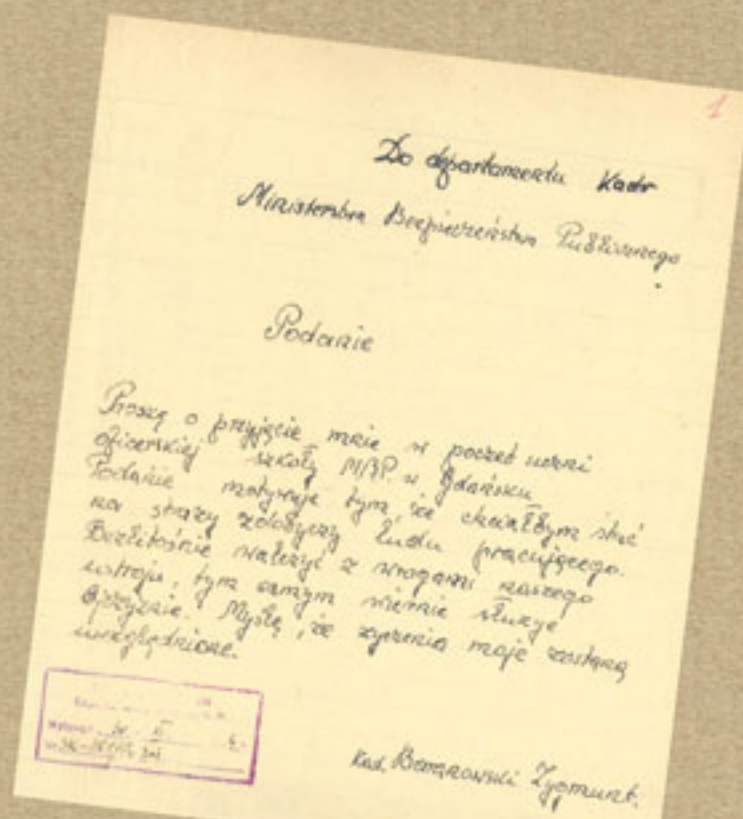 1
Do departamentu Kadr
Ministerstwa Bezpieczeństwa Publicznego
Podanie
Proszę o przyjęcie mnie w poczet uczni
oficerskiej szkoły MBP. w Gdańsku
Podanie motywuję tym, że chciałbym stać
na straży zdobyczy ludu pracującego.
Bezlitośnie walczyć z wrogami naszego
ustroju, tym samym wiernie służyć
Ojczyźnie. Myślę, że życzenia moje zostaną
uwzględnione.
Kad. Zygmunt.